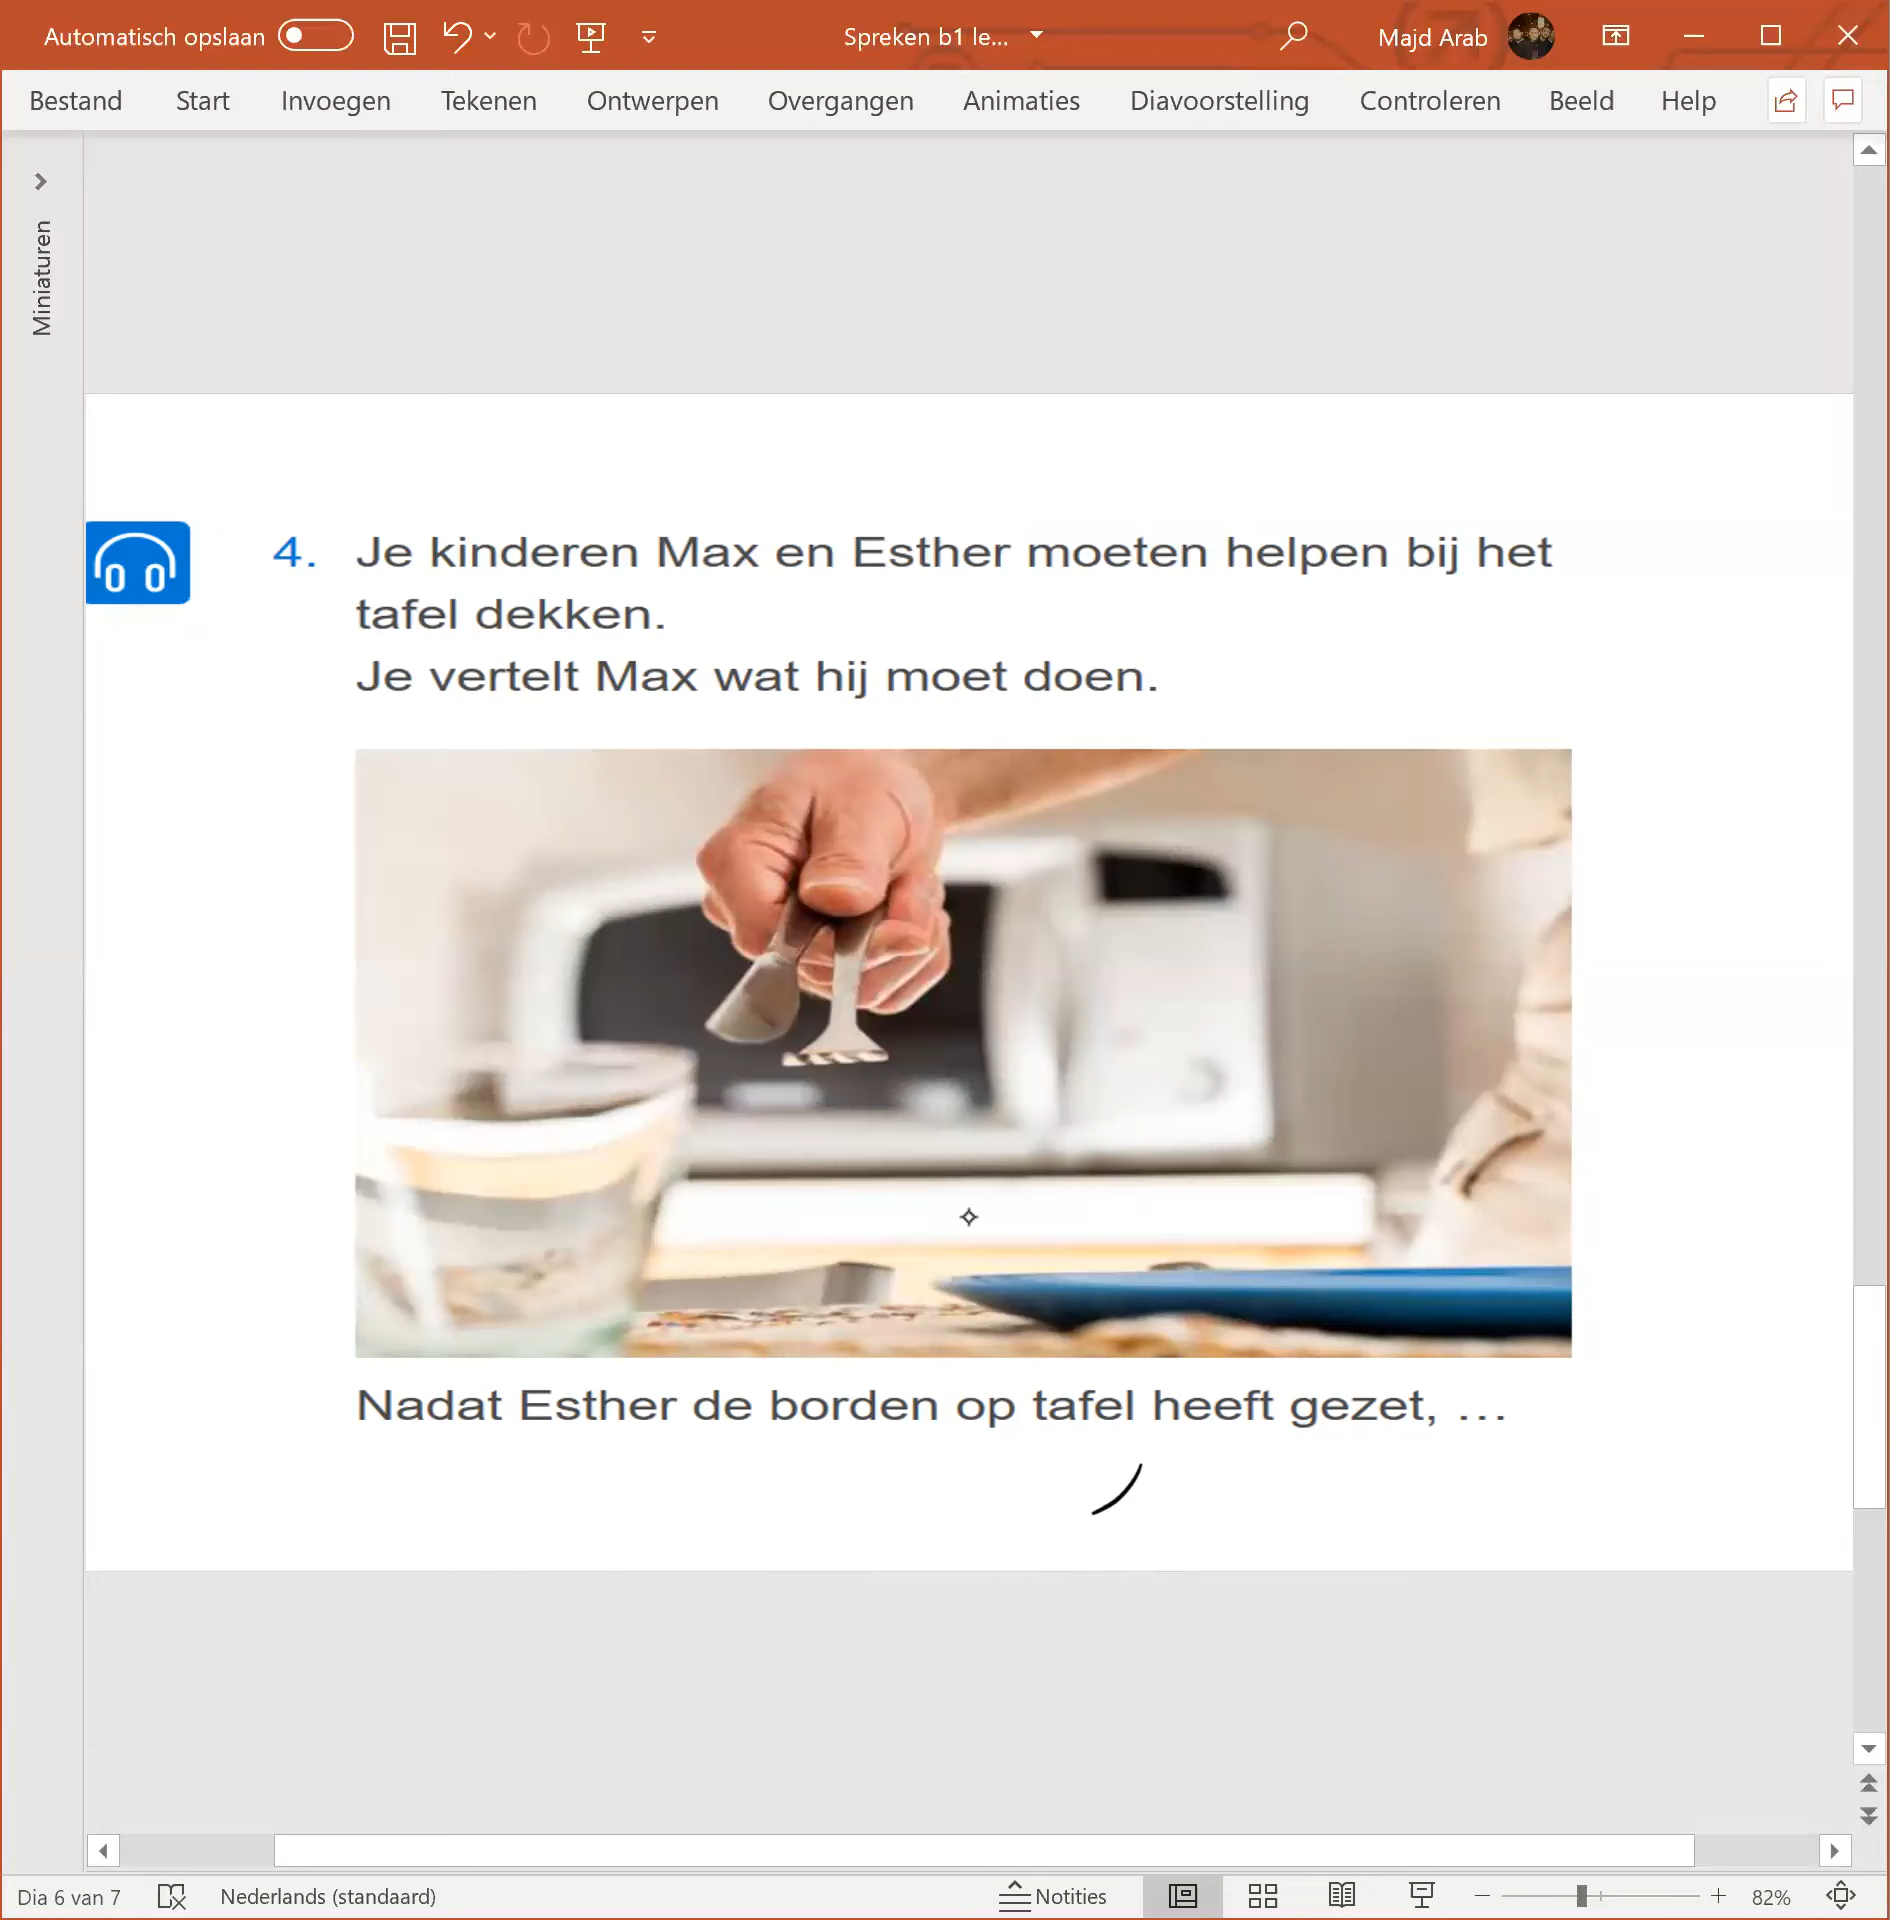 Automatisch opslaan
Spreken b1 le...
Majd Arab
Bestand Start Invoegen Tekenen Ontwerpen Overgangen Animaties Diavoorstelling Controleren Beeld Help
Miniaturen
4. Je kinderen Max en Esther moeten helpen bij het
tafel dekken.
Je vertelt Max wat hij moet doen.
Nadat Esther de borden op tafel heeft gezet, ...
Dia 6 van 7 Nederlands (standaard) Notities 82%